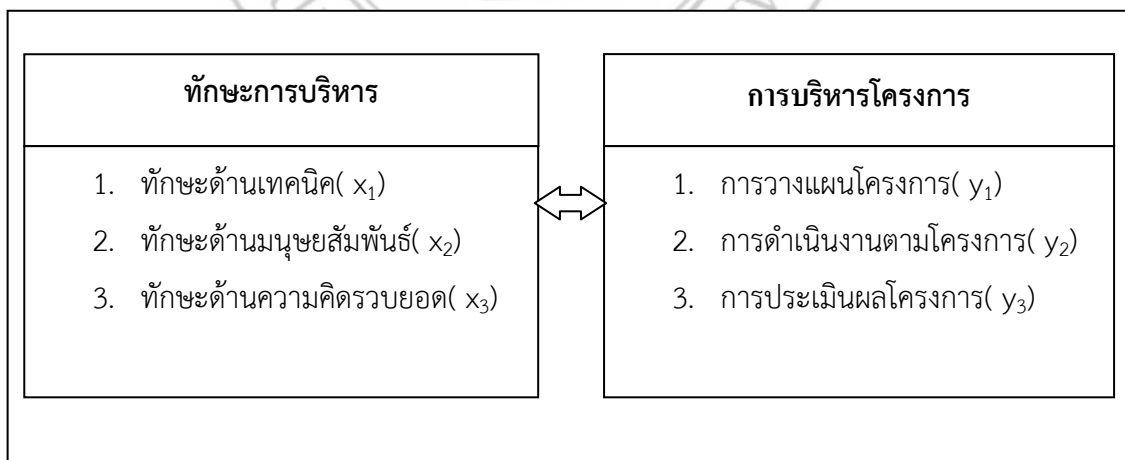 ทักษะการบริหาร
1. ทักษะด้านเทคนิค( x₁)
2. ทักษะด้านมนุษยสัมพันธ์( x₂)
3. ทักษะด้านความคิดรวบยอด( x₃)
การบริหารโครงการ
1. การวางแผนโครงการ( y₁)
2. การดำเนินงานตามโครงการ( y₂)
3. การประเมินผลโครงการ( y₃)